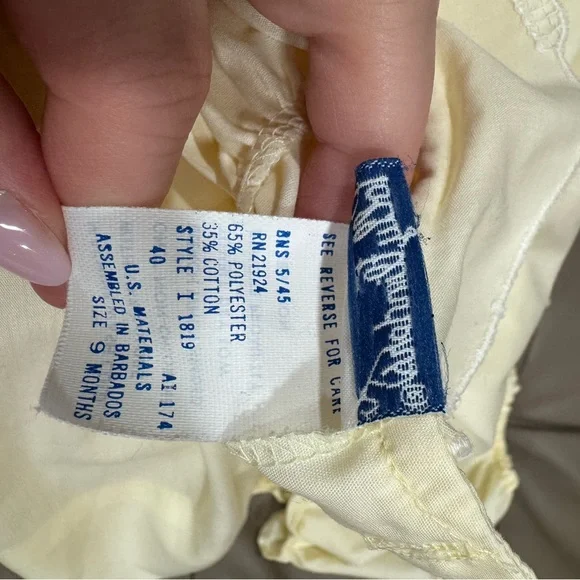 SEE REVERSE FOR CARE
BNS 5/45
RN 21924
65% POLYESTER
35% COTTON
STYLE I 1819
40 AI 174
U.S. MATERIALS
ASSEMBLED IN BARBADOS
SIZE 9 MONTHS